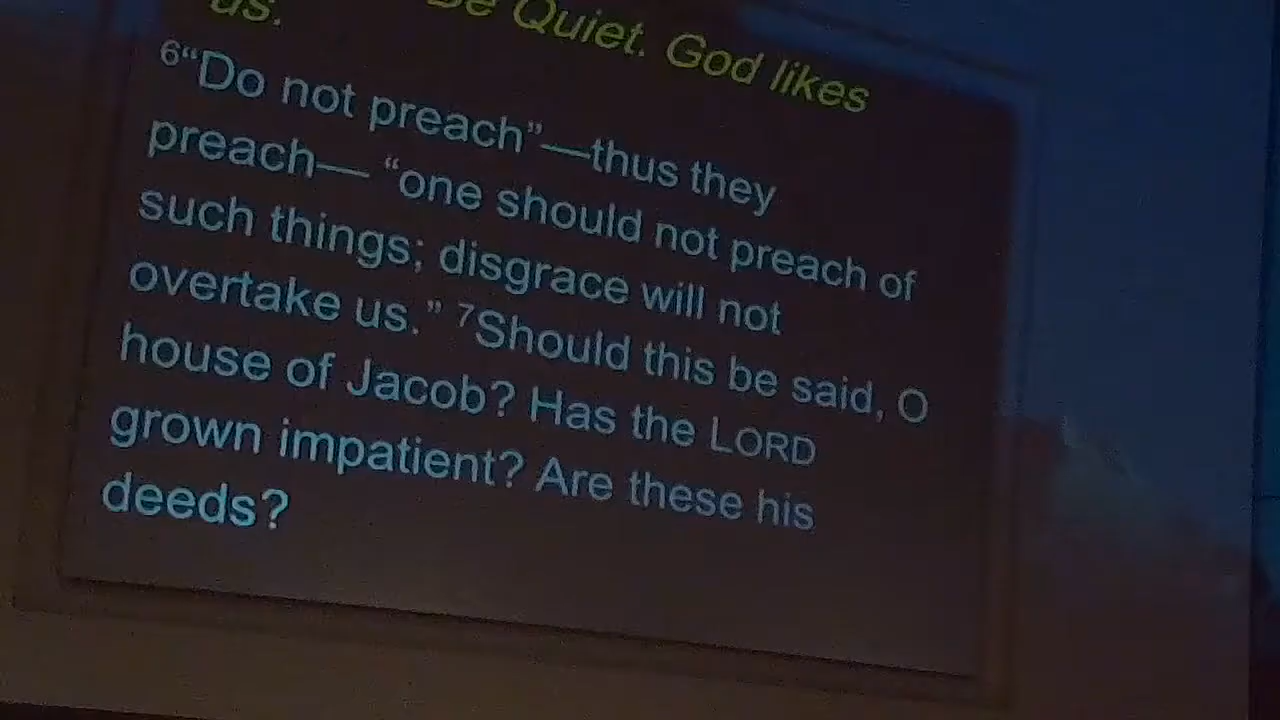 Be Quiet. God likes
us.
⁶“Do not preach”—thus they
preach— “one should not preach of
such things; disgrace will not
overtake us.” ⁷Should this be said, O
house of Jacob? Has the LORD
grown impatient? Are these his
deeds?